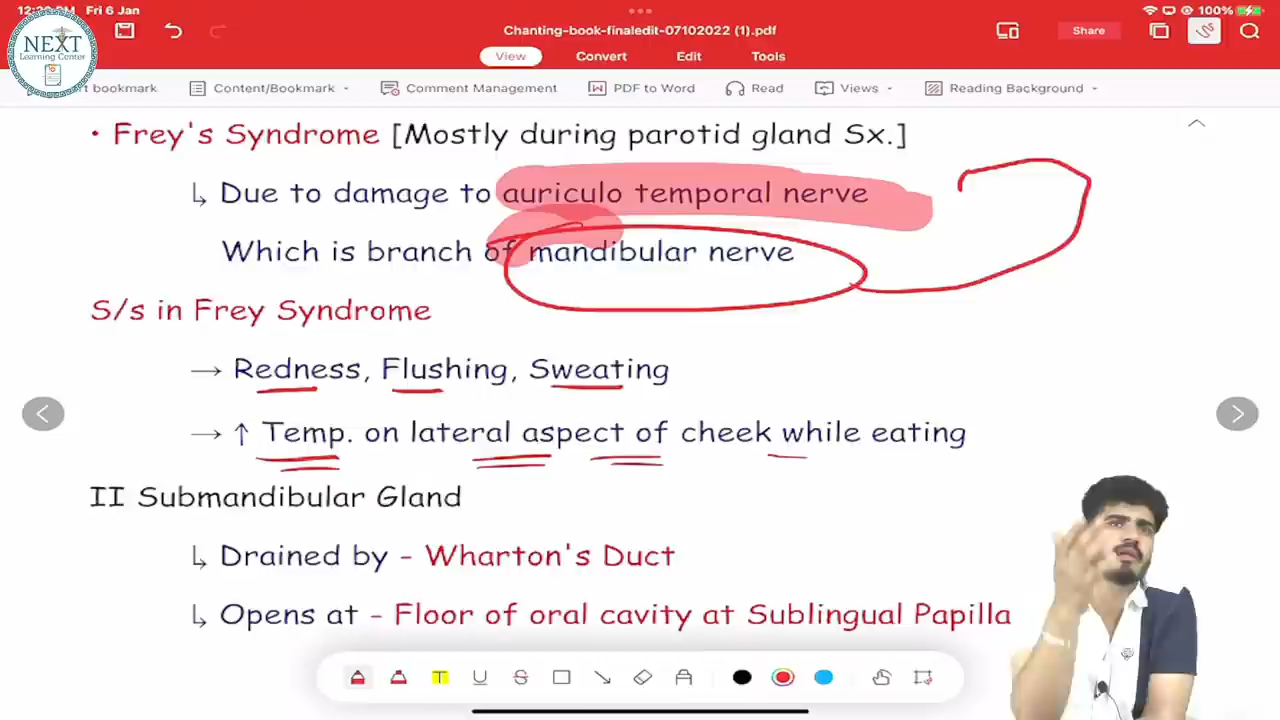 12:20 AM Fri 6 Jan
100%
NEXT
Learning Center
Chanting-book-finaledit-07102022 (1).pdf
Share
View Convert Edit Tools
bookmark Content/Bookmark Comment Management PDF to Word Read Views Reading Background
• Frey's Syndrome [Mostly during parotid gland Sx.]
↳ Due to damage to auriculo temporal nerve
Which is branch of mandibular nerve
S/s in Frey Syndrome
→ Redness, Flushing, Sweating
→ ↑ Temp. on lateral aspect of cheek while eating
II Submandibular Gland
↳ Drained by - Wharton's Duct
↳ Opens at - Floor of oral cavity at Sublingual Papilla